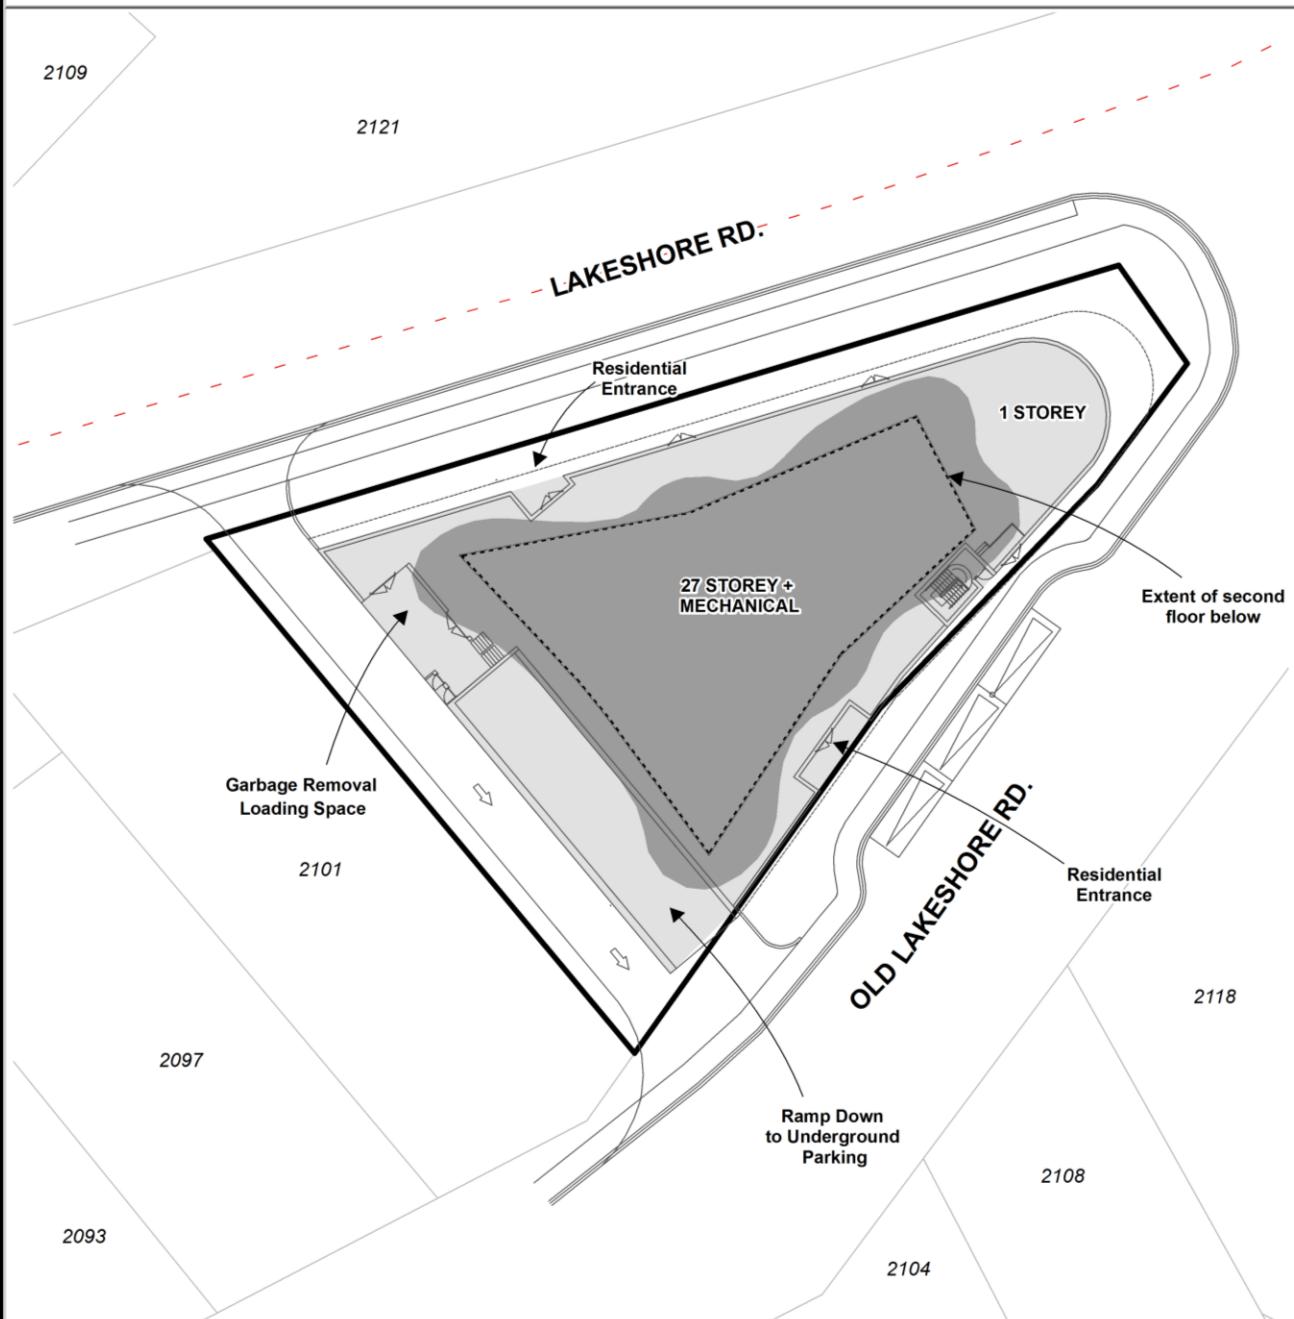 2109
2121
LAKESHORE RD.
Residential
Entrance
1 STOREY
27 STOREY +
MECHANICAL
Extent of second
floor below
Garbage Removal
Loading Space
2101
Residential
Entrance
OLD LAKESHORE RD.
2118
2097
Ramp Down
to Underground
Parking
2108
2093
2104